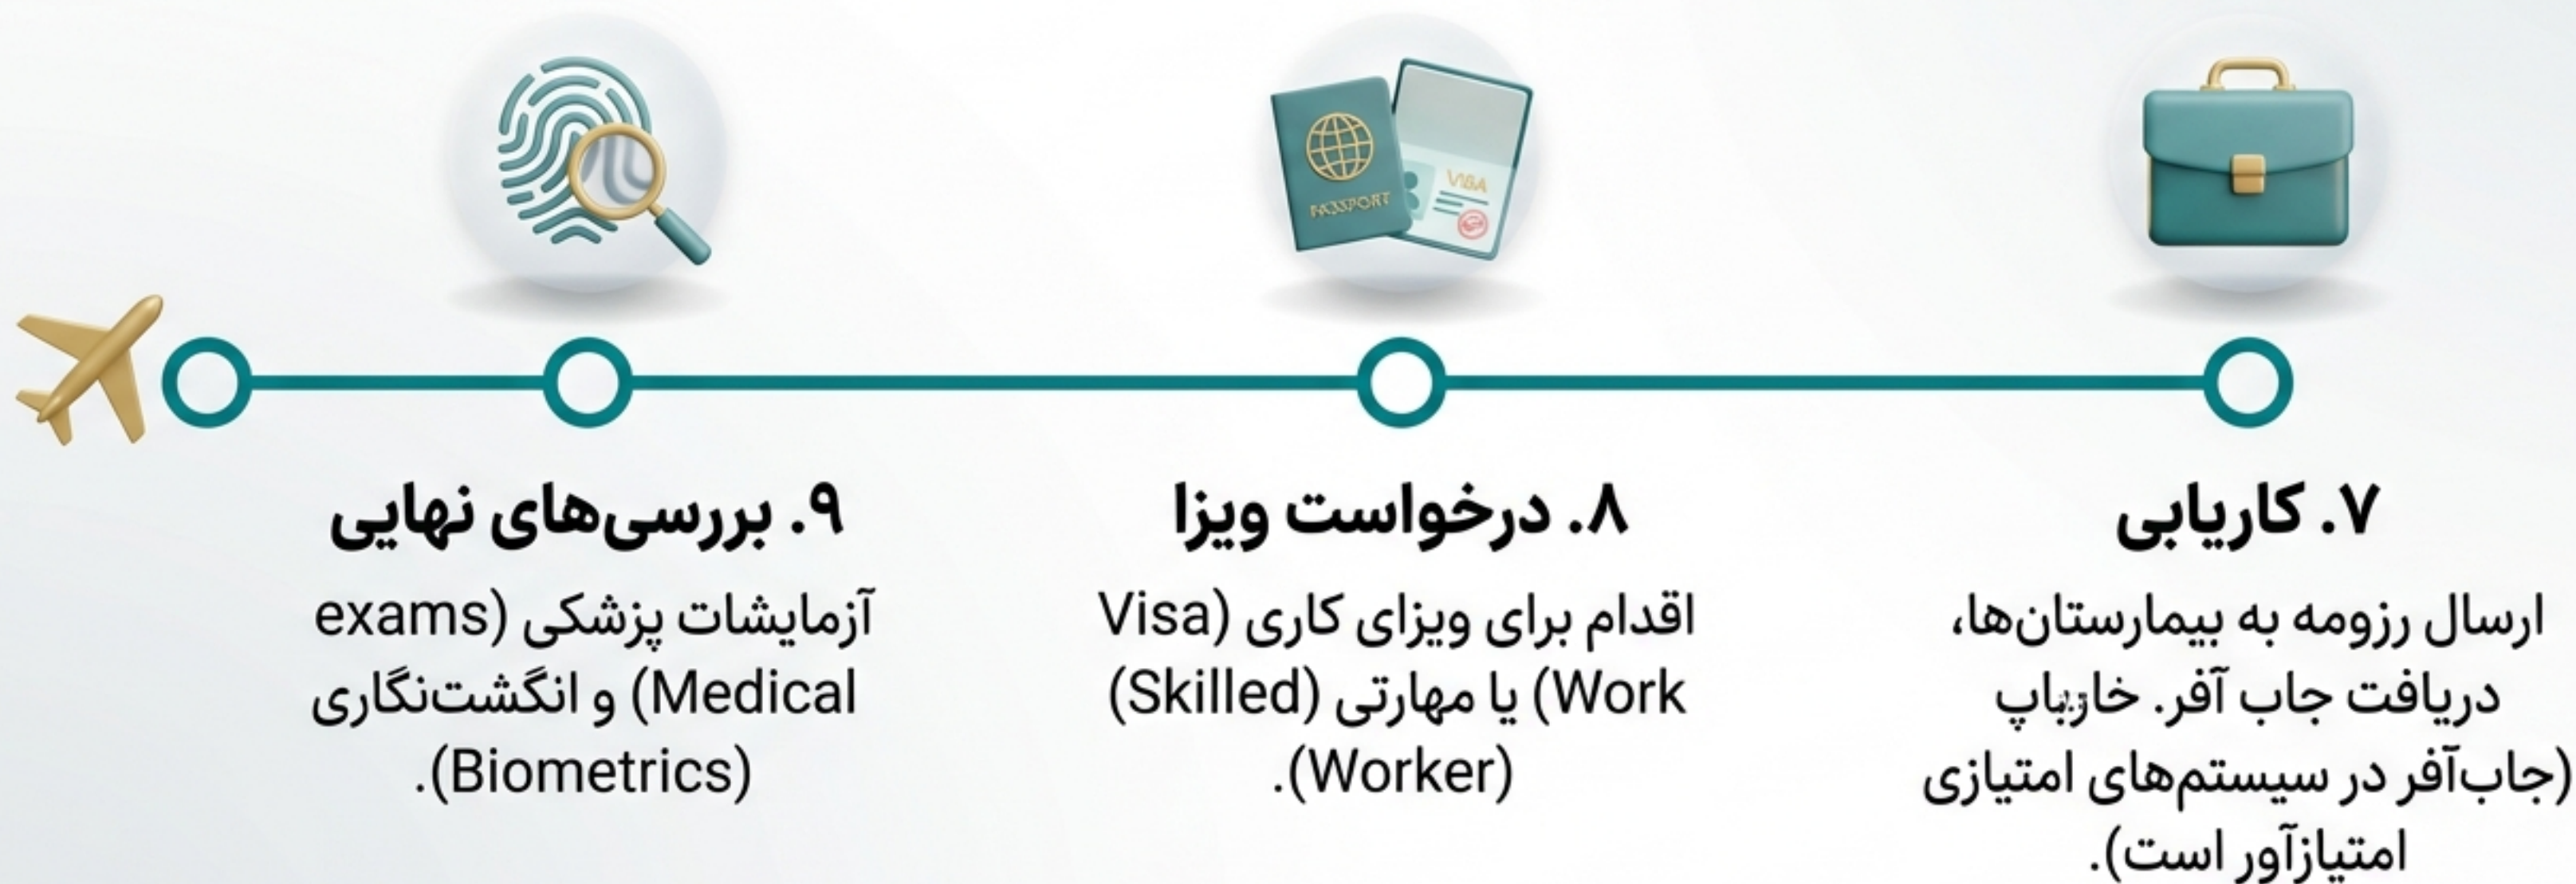 PASSPORT
VISA
۷. کاریابی
ارسال رزومه به بیمارستان‌ها،
دریافت جاب آفر.
(جاب‌آفر در سیستم‌های امتیازی
امتیازآور است).
۸. درخواست ویزا
اقدام برای ویزای کاری (Visa
Work) یا مهارتی (Skilled)
(Worker).
۹. بررسی‌های نهایی
آزمایشات پزشکی (exams
Medical) و انگشت‌نگاری
(Biometrics).